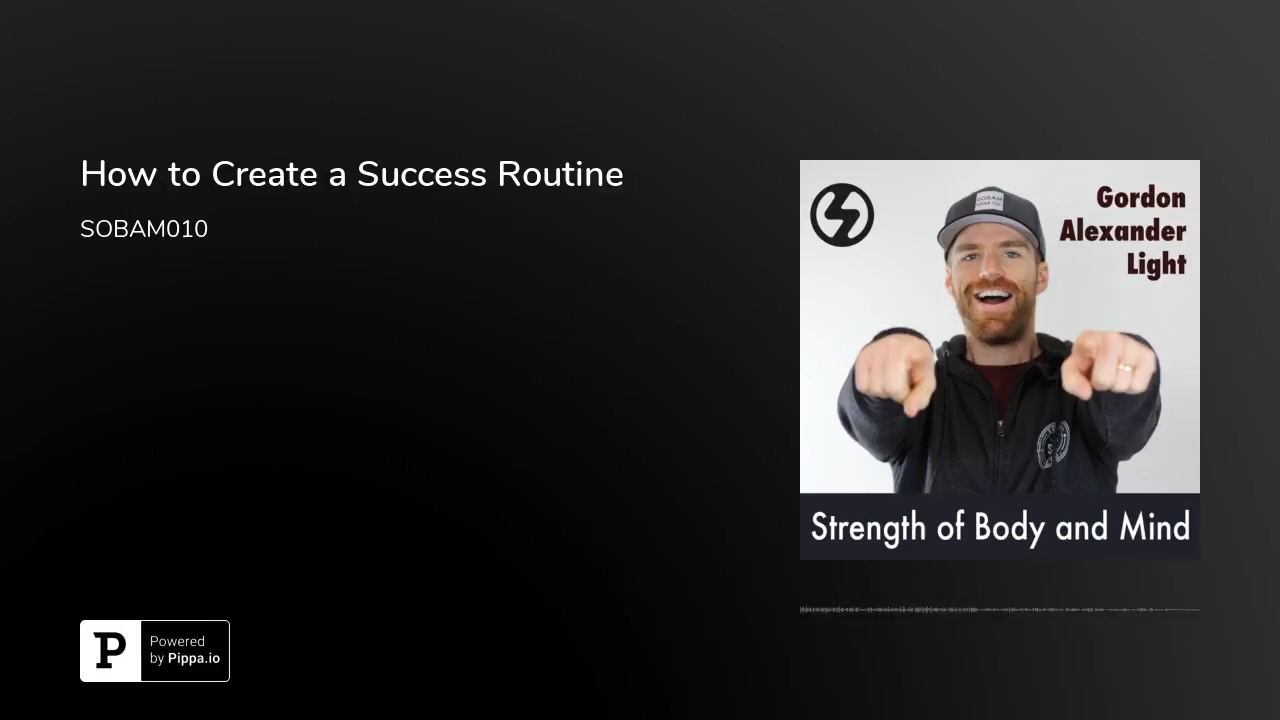 How to Create a Success Routine
SOBAM010
Gordon
Alexander
Light
SOBAM
Strength of Body and Mind
P
Powered
by Pippa.io